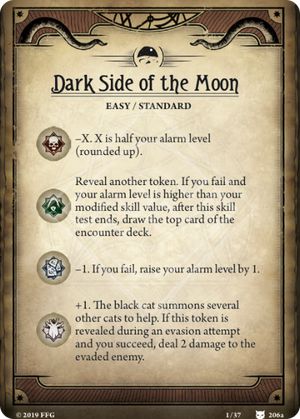 Dark Side of the Moon
EASY / STANDARD
–X. X is half your alarm level
(rounded up).
Reveal another token. If you fail and
your alarm level is higher than your
modified skill value, after this skill
test ends, draw the top card of the
encounter deck.
–1. If you fail, raise your alarm level by 1.
+1. The black cat summons several
other cats to help. If this token is
revealed during an evasion attempt
and you succeed, deal 2 damage to
the evaded enemy.
© 2019 FFG 1/37 206a